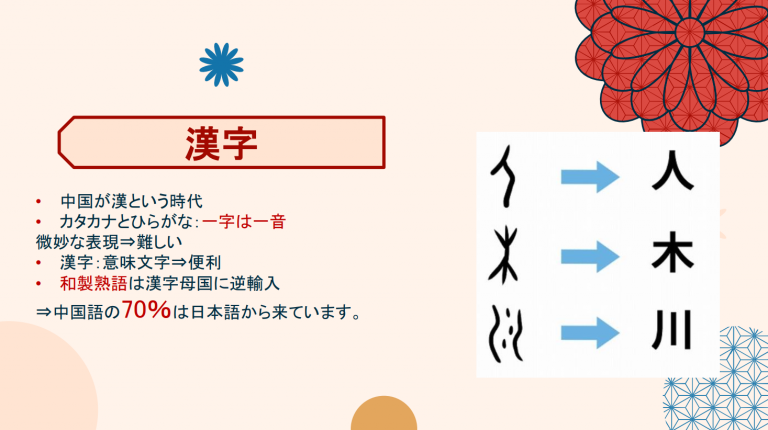 漢字
• 中国が漢という時代
• カタカナとひらがな：一字は一音
微妙な表現⇒難しい
• 漢字：意味文字⇒便利
• 和製熟語は漢字母国に逆輸入
⇒中国語の70%は日本語から来ています。
人
木
川